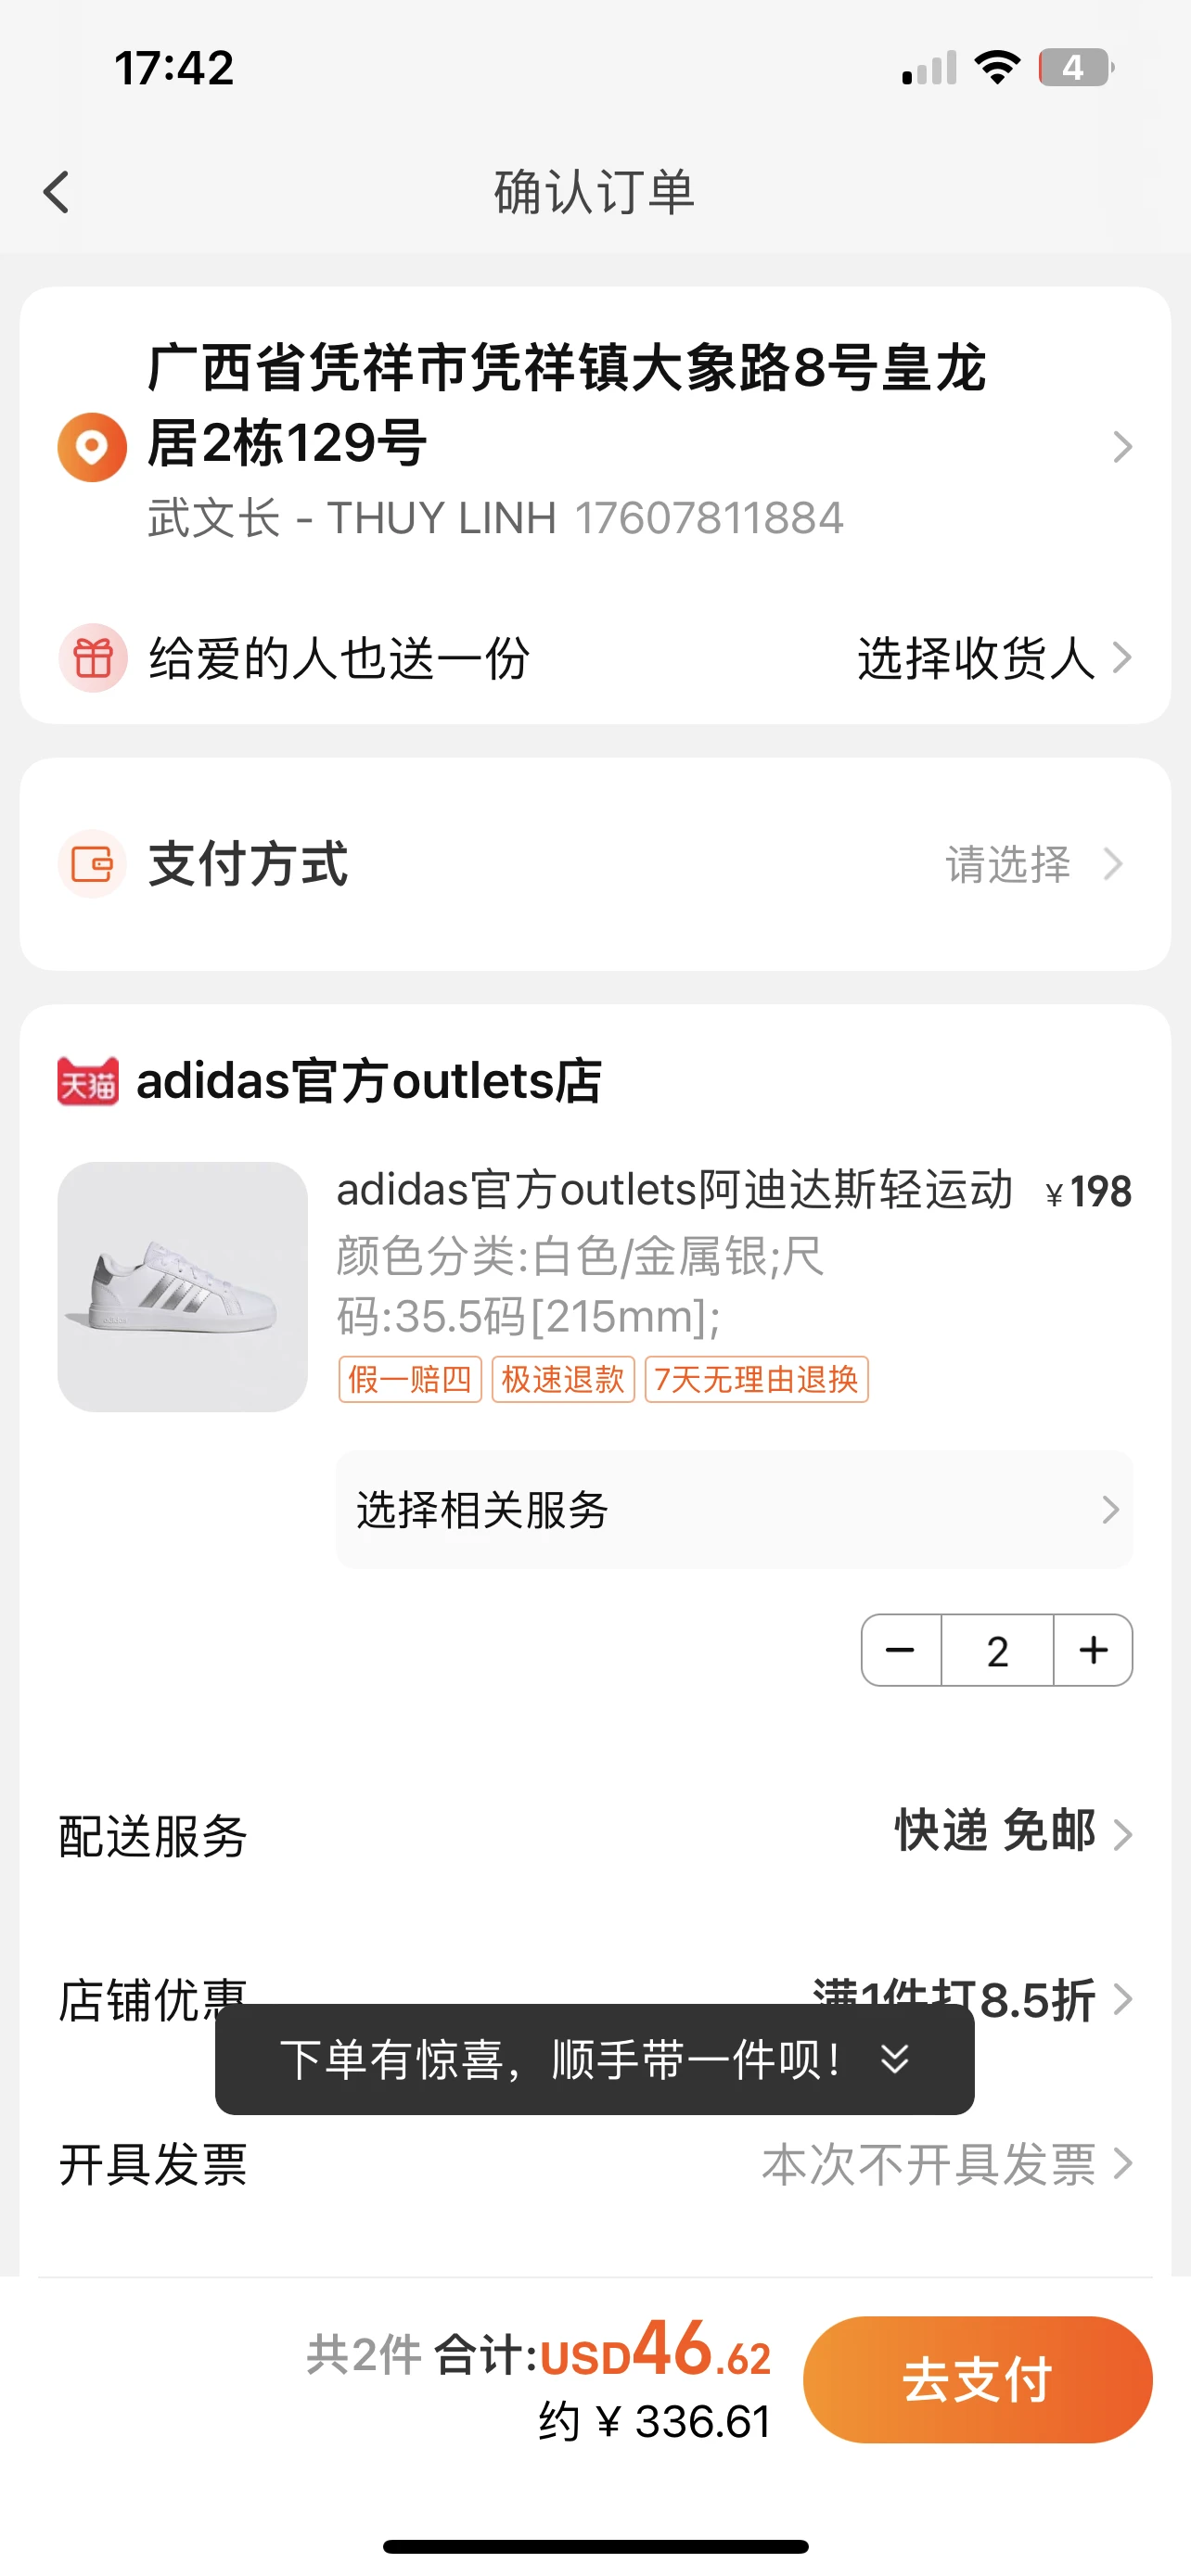 17:42
4
确认订单
广西省凭祥市凭祥镇大象路8号皇龙
居2栋129号
武文长 - THUY LINH 17607811884
给爱的人也送一份 选择收货人
支付方式 请选择
天猫 adidas官方outlets店
adidas官方outlets阿迪达斯轻运动 ¥198
颜色分类:白色/金属银;尺
码:35.5码[215mm];
假一赔四 极速退款 7天无理由退换
选择相关服务
2
配送服务 快递 免邮
店铺优惠 满1件打8.5折
下单有惊喜，顺手带一件呗！
开具发票 本次不开具发票
共2件 合计:USD46.62
约 ¥ 336.61
去支付